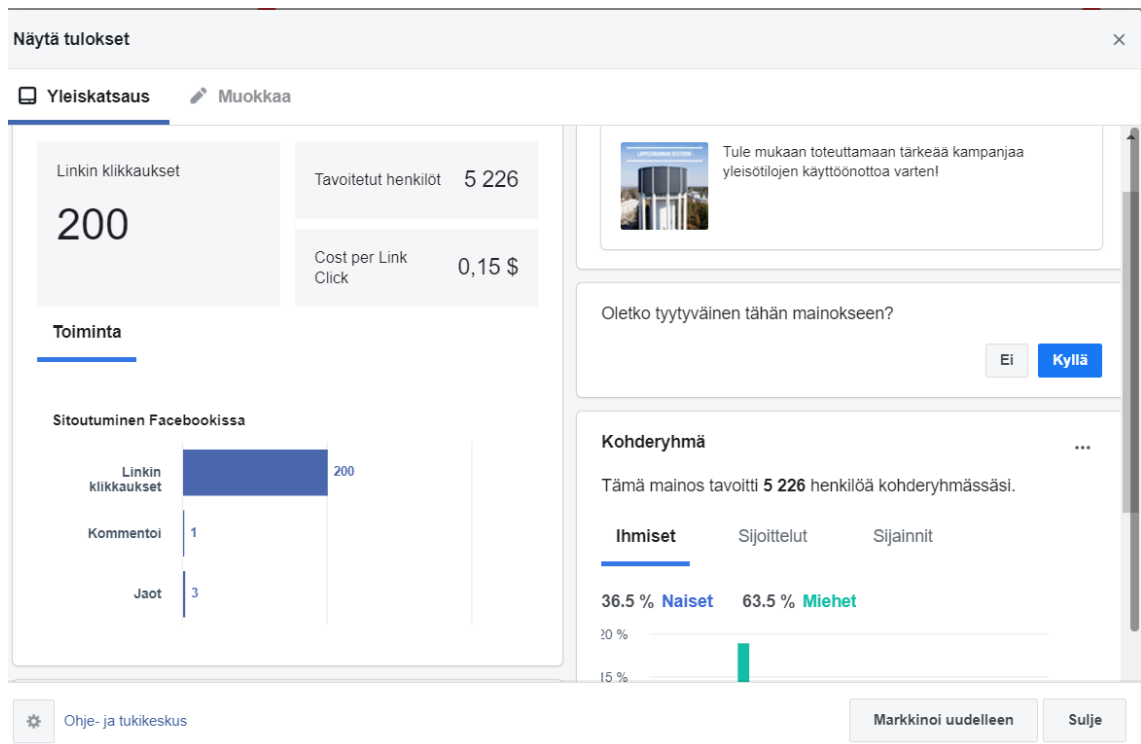 Näytä tulokset
Yleiskatsaus
Muokkaa
Linkin klikkaukset
200
Tavoitetut henkilöt 5 226
Cost per Link
Click
0,15 $
Toiminta
Sitoutuminen Facebookissa
Linkin
klikkaukset
200
Kommentoi
1
Jaot
3
Tule mukaan toteuttamaan tärkeää kampanjaa
yleisötilojen käyttöönottoa varten!
Oletko tyytyväinen tähän mainokseen?
Ei
Kyllä
Kohderyhmä
Tämä mainos tavoitti 5 226 henkilöä kohderyhmässäsi.
Ihmiset
Sijoittelut
Sijainnit
36.5 % Naiset
63.5 % Miehet
20 %
15 %
Ohje- ja tukikeskus
Markkinoi uudelleen
Sulje